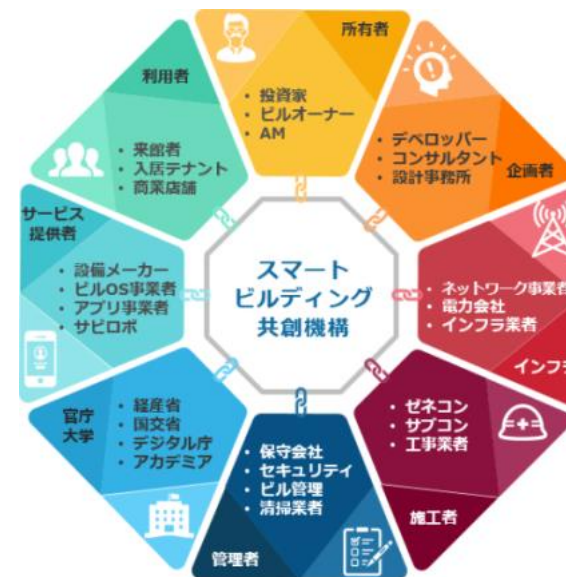 所有者
・投資家
・ビルオーナー
・AM
・デベロッパー
・コンサルタント
・設計事務所
企画者
・ネットワーク事業者
・電力会社
・インフラ業者
インフラ
・ゼネコン
・サブコン
・工事業者
施工者
・保守会社
・セキュリティ
・ビル管理
・清掃業者
管理者
官庁
大学
・経産省
・国交省
・デジタル庁
・アカデミア
サービス
提供者
・設備メーカー
・ビルOS事業者
・アプリ事業者
・サビロボ
利用者
・来館者
・入居テナント
・商業店舗
スマート
ビルディング
共創機構